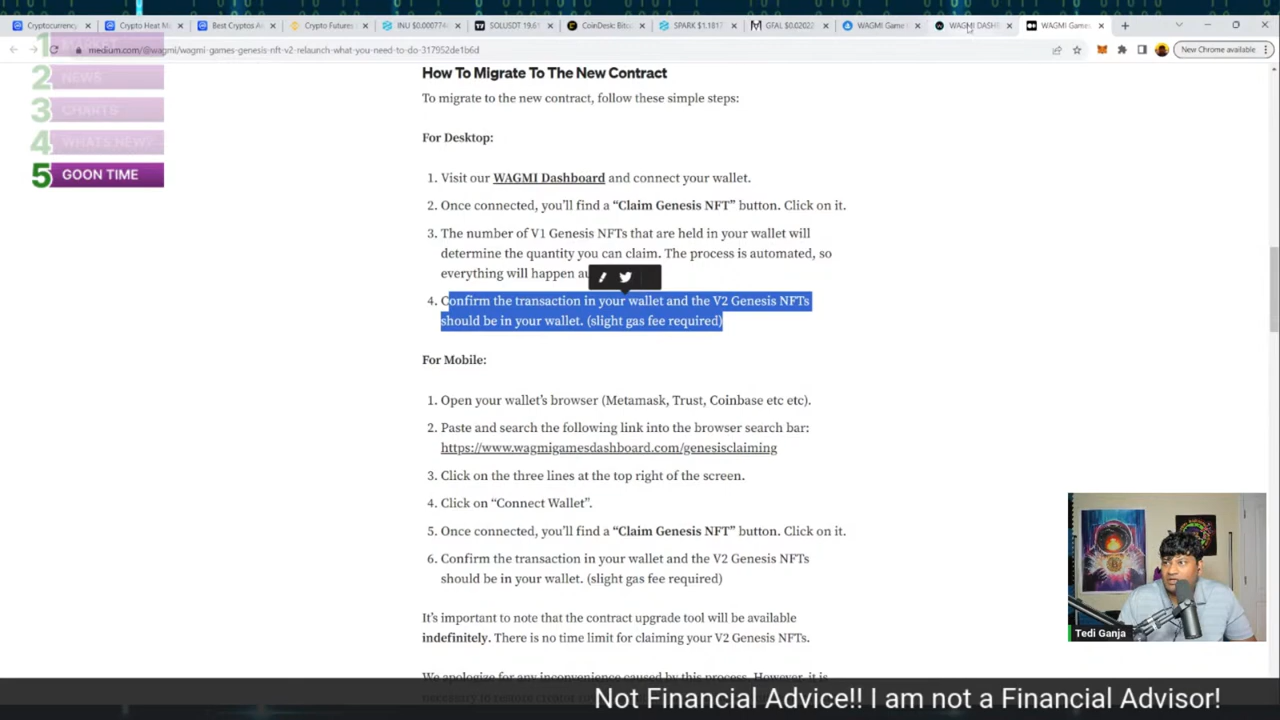 Cryptocurrency
Crypto Heat M
Best Cryptos A
Crypto Future
INU $0.000774
SOLUSDT 19.61
CoinDesk: Bitc
SPARK $1.1817
GFAL $0.02022
WAGMI Game
WAGMI DASH
WAGMI Games
medium.com/@wagmi/wagmi-games-genesis-nft-v2-relaunch-what-you-need-to-do-317952de1b6d
New Chrome available
1
2 NEWS
3 CHARTS
4 WHATS NEW?
5 GOON TIME
How To Migrate To The New Contract
To migrate to the new contract, follow these simple steps:
For Desktop:
1. Visit our WAGMI Dashboard and connect your wallet.
2. Once connected, you'll find a “Claim Genesis NFT” button. Click on it.
3. The number of V1 Genesis NFTs that are held in your wallet will
determine the quantity you can claim. The process is automated, so
everything will happen au
4. Confirm the transaction in your wallet and the V2 Genesis NFTs
should be in your wallet. (slight gas fee required)
For Mobile:
1. Open your wallet's browser (Metamask, Trust, Coinbase etc etc).
2. Paste and search the following link into the browser search bar:
https://www.wagmigamesdashboard.com/genesisclaiming
3. Click on the three lines at the top right of the screen.
4. Click on “Connect Wallet”.
5. Once connected, you'll find a “Claim Genesis NFT” button. Click on it.
6. Confirm the transaction in your wallet and the V2 Genesis NFTs
should be in your wallet. (slight gas fee required)
It's important to note that the contract upgrade tool will be available
indefinitely. There is no time limit for claiming your V2 Genesis NFTs.
We apologize for any inconvenience caused by this process. However, it is
Tedi Ganja
Not Financial Advice!! I am not a Financial Advisor!